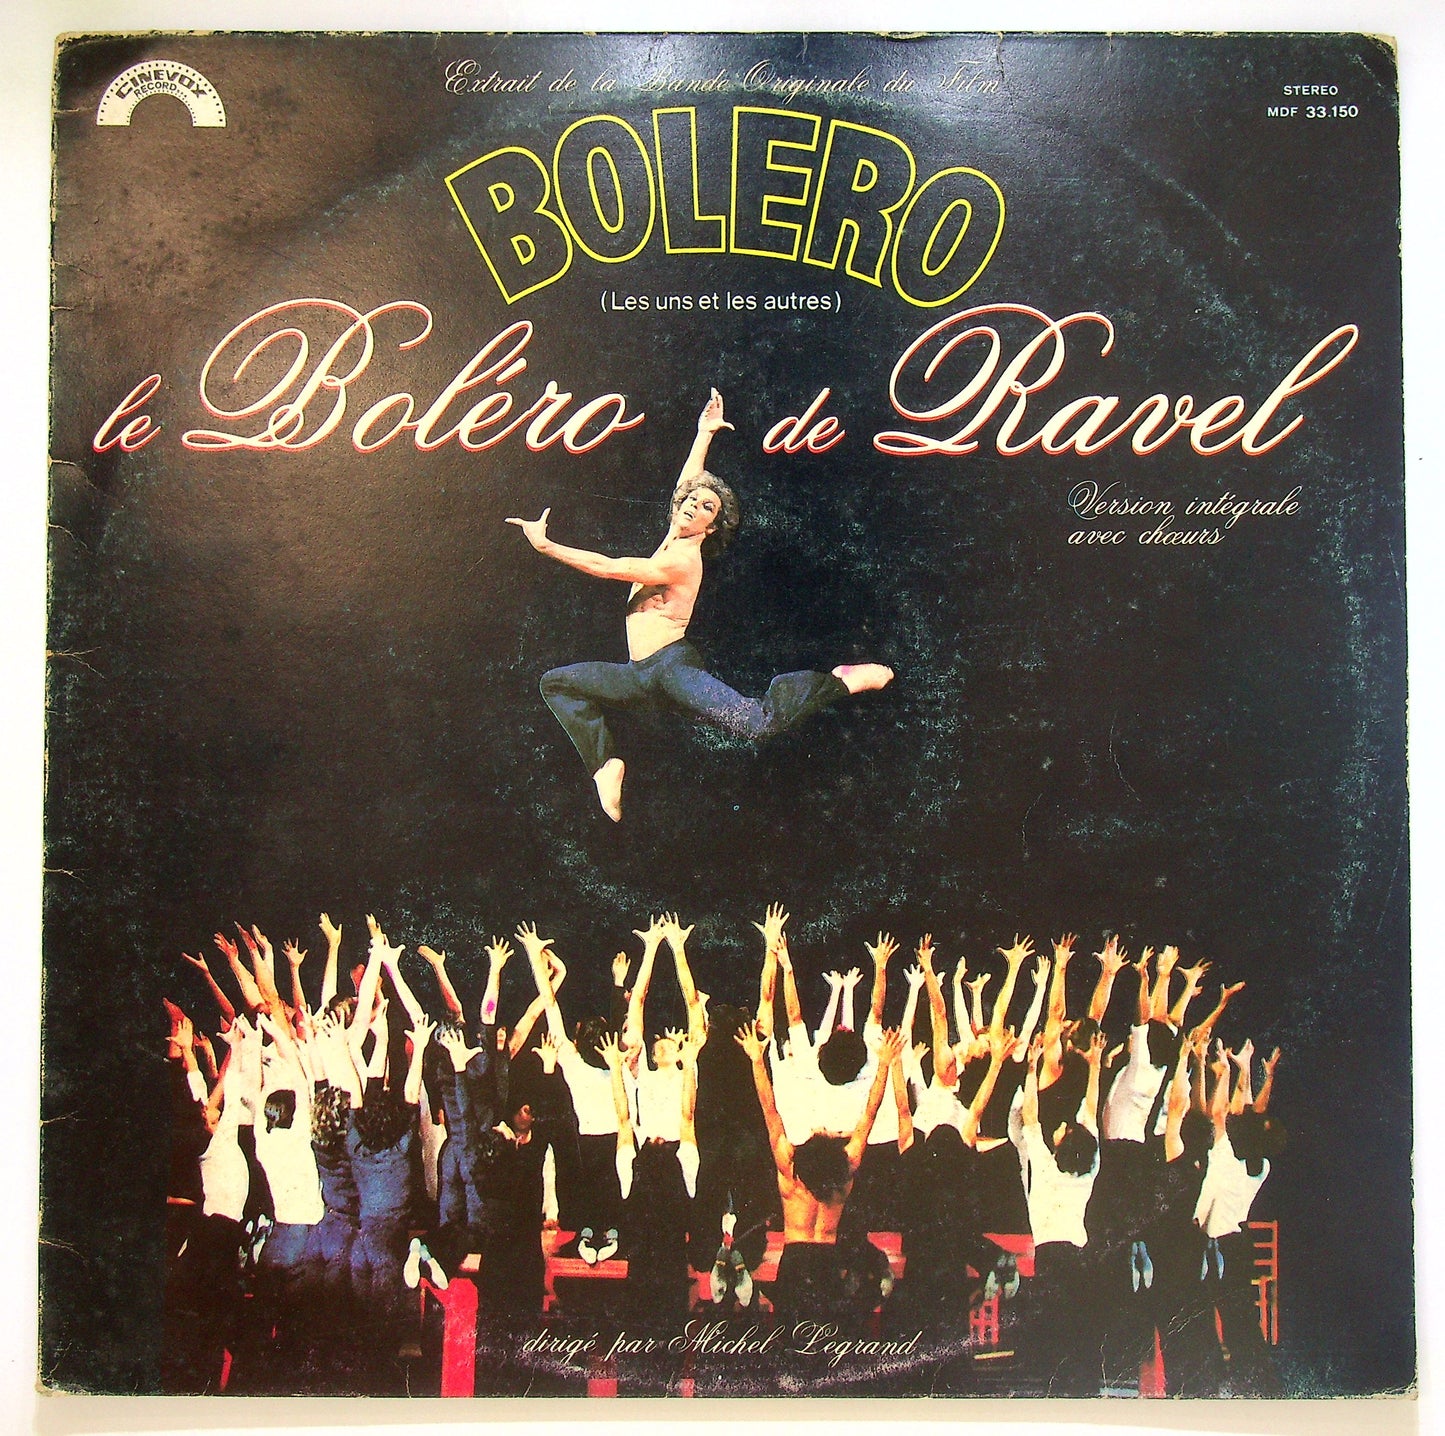 CINEVOX
RECORD
Extrait de la Bande Originale du Film
STEREO
MDF 33.150
BOLERO
(Les uns et les autres)
le Boléro de Ravel
Version intégrale
avec chœurs
dirigé par Michel Legrand